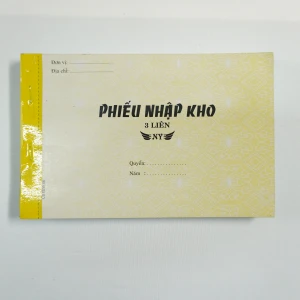 Đơn vị:
Địa chỉ:
PHIẾU NHẬP KHO
3 LIÊN
NY
Quyển:
Năm :